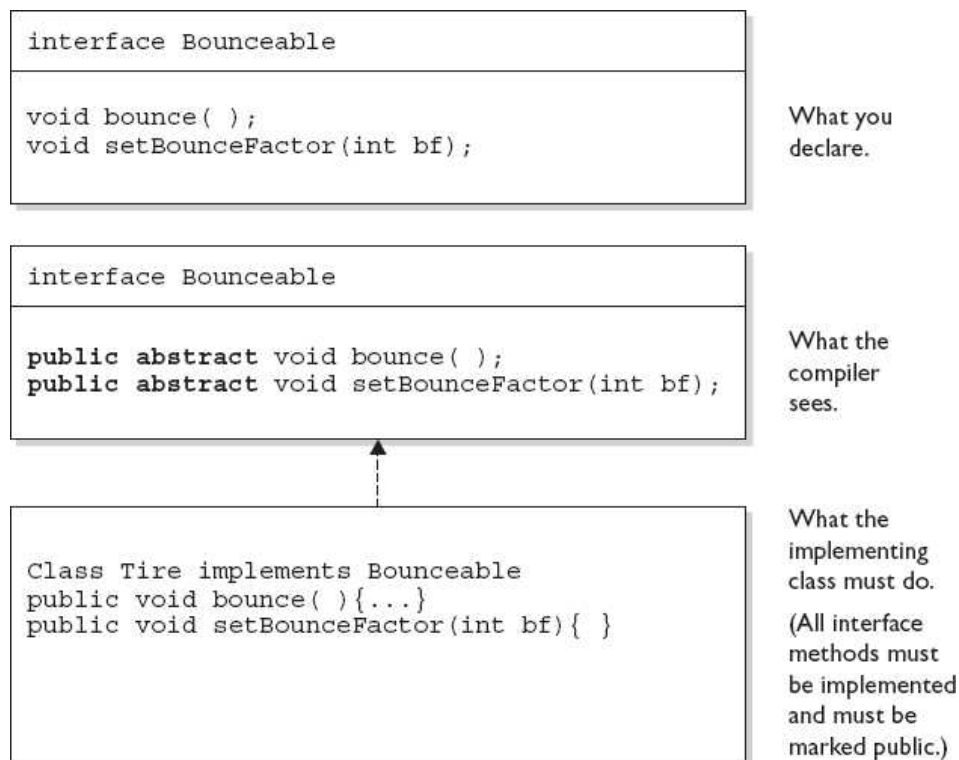 interface Bounceable
void bounce( );
void setBounceFactor(int bf);
What you
declare.
interface Bounceable
public abstract void bounce( );
public abstract void setBounceFactor(int bf);
What the
compiler
sees.
Class Tire implements Bounceable
public void bounce( ){...}
public void setBounceFactor(int bf){ }
What the
implementing
class must do.
(All interface
methods must
be implemented
and must be
marked public.)